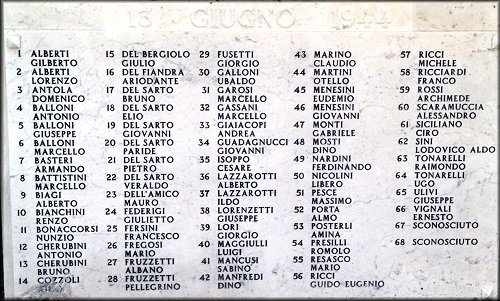 13 GIUGNO 1944
1 ALBERTI
GILBERTO
2 ALBERTI
LORENZO
3 ANTOLA
DOMENICO
4 BALLONI
ANTONIO
5 BALLONI
GIUSEPPE
6 BALLONI
MARCELLO
7 BASTERI
ARMANDO
8 BATTISTINI
MARCELLO
9 BIAGI
ALBERTO
10 BIANCHINI
RENZO
11 BONACCORSI
NUNZIO
12 CHERUBINI
ANTONIO
13 CHERUBINI
BRUNO
14 COZZOLI
15 DEL BERGIOLO
GIULIO
16 DEL FIANDRA
ARIODANTE
17 DEL SARTO
BRUNO
18 DEL SARTO
ELIO
19 DEL SARTO
GIOVANNI
20 DEL SARTO
PARIDE
21 DEL SARTO
PIETRO
22 DEL SARTO
VERALDO
23 DELL'AMICO
MAURO
24 FEDERIGI
GIULIETTO
25 FERSINI
FRANCESCO
26 FREGOSI
MARIO
27 FRUZZETTI
ALBANO
28 FRUZZETTI
PELLEGRINO
29 FUSETTI
GIORGIO
30 GALLONI
UBALDO
31 GAROSI
MARCELLO
32 GASSANI
MARCELLO
33 GIAIACOPI
ANDREA
34 GUADAGNUCCI
GIOVANNI
35 ISOPPO
CESARE
36 LAZZAROTTI
ALBERTO
37 LAZZAROTTI
ILDO
38 LORENZETTI
GIUSEPPE
39 LORI
GIORGIO
40 MAGGIULLI
LUIGI
41 MANCUSI
SABINO
42 MANFREDI
DINO
43 MARINO
CLAUDIO
44 MARTINI
OTELLO
45 MENESINI
EUDEMIO
46 MENESINI
GIOVANNI
47 MONTI
GABRIELE
48 MOSTI
DINO
49 NARDINI
FERDINANDO
50 NICOLINI
LIBERO
51 PESCE
MASSIMO
52 PORTA
ALMO
53 POSTERLI
AMINA
54 PRESILLI
ROMOLO
55 RESASCO
MARIO
56 RICCI
GUIDO EUGENIO
57 RICCI
MICHELE
58 RICCIARDI
FRANCO
59 ROSSI
ARCHIMEDE
60 SCARAMUCCIA
ALESSANDRO
61 SICILIANO
CIRO
62 SINI
LODOVICO ALDO
63 TONARELLI
RAIMONDO
64 TONARELLI
UGO
65 ULIVI
GIUSEPPE
66 VIGNALI
ERNESTO
67 SCONOSCIUTO
68 SCONOSCIUTO